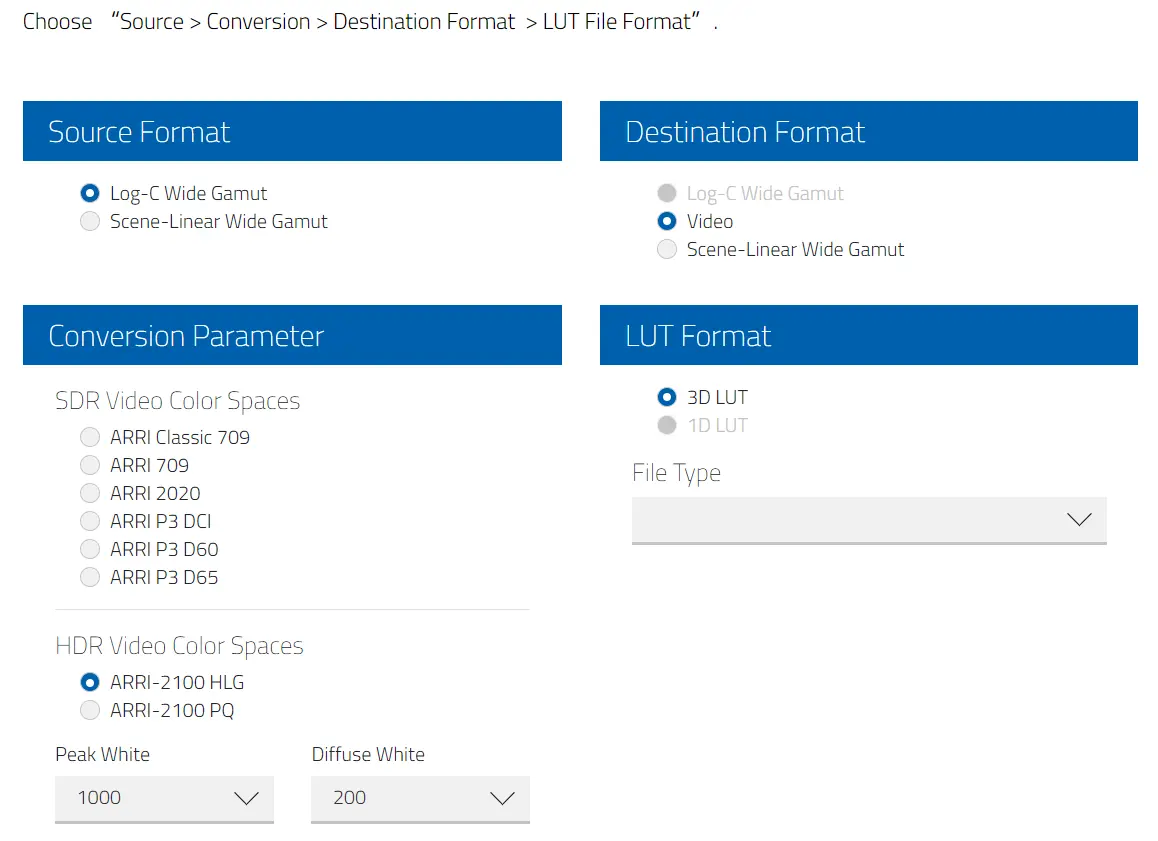 Choose “Source > Conversion > Destination Format > LUT File Format” .
Source Format
Log-C Wide Gamut
Scene-Linear Wide Gamut
Destination Format
Log-C Wide Gamut
Video
Scene-Linear Wide Gamut
Conversion Parameter
SDR Video Color Spaces
ARRI Classic 709
ARRI 709
ARRI 2020
ARRI P3 DCI
ARRI P3 D60
ARRI P3 D65
HDR Video Color Spaces
ARRI-2100 HLG
ARRI-2100 PQ
Peak White
1000
Diffuse White
200
LUT Format
3D LUT
1D LUT
File Type